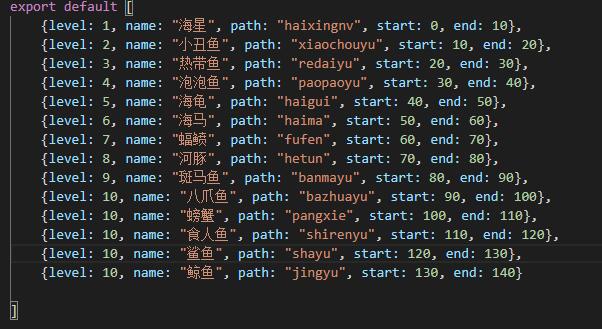 export default [
{level: 1, name: "海星", path: "haixingnv", start: 0, end: 10},
{level: 2, name: "小丑鱼", path: "xiaochouyu", start: 10, end: 20},
{level: 3, name: "热带鱼", path: "redaiyu", start: 20, end: 30},
{level: 4, name: "泡泡鱼", path: "paopaoyu", start: 30, end: 40},
{level: 5, name: "海龟", path: "haigui", start: 40, end: 50},
{level: 6, name: "海马", path: "haima", start: 50, end: 60},
{level: 7, name: "蝠鲼", path: "fufen", start: 60, end: 70},
{level: 8, name: "河豚", path: "hetun", start: 70, end: 80},
{level: 9, name: "斑马鱼", path: "banmayu", start: 80, end: 90},
{level: 10, name: "八爪鱼", path: "bazhuayu", start: 90, end: 100},
{level: 10, name: "螃蟹", path: "pangxie", start: 100, end: 110},
{level: 10, name: "食人鱼", path: "shirenyu", start: 110, end: 120},
{level: 10, name: "鲨鱼", path: "shayu", start: 120, end: 130},
{level: 10, name: "鲸鱼", path: "jingyu", start: 130, end: 140}
]